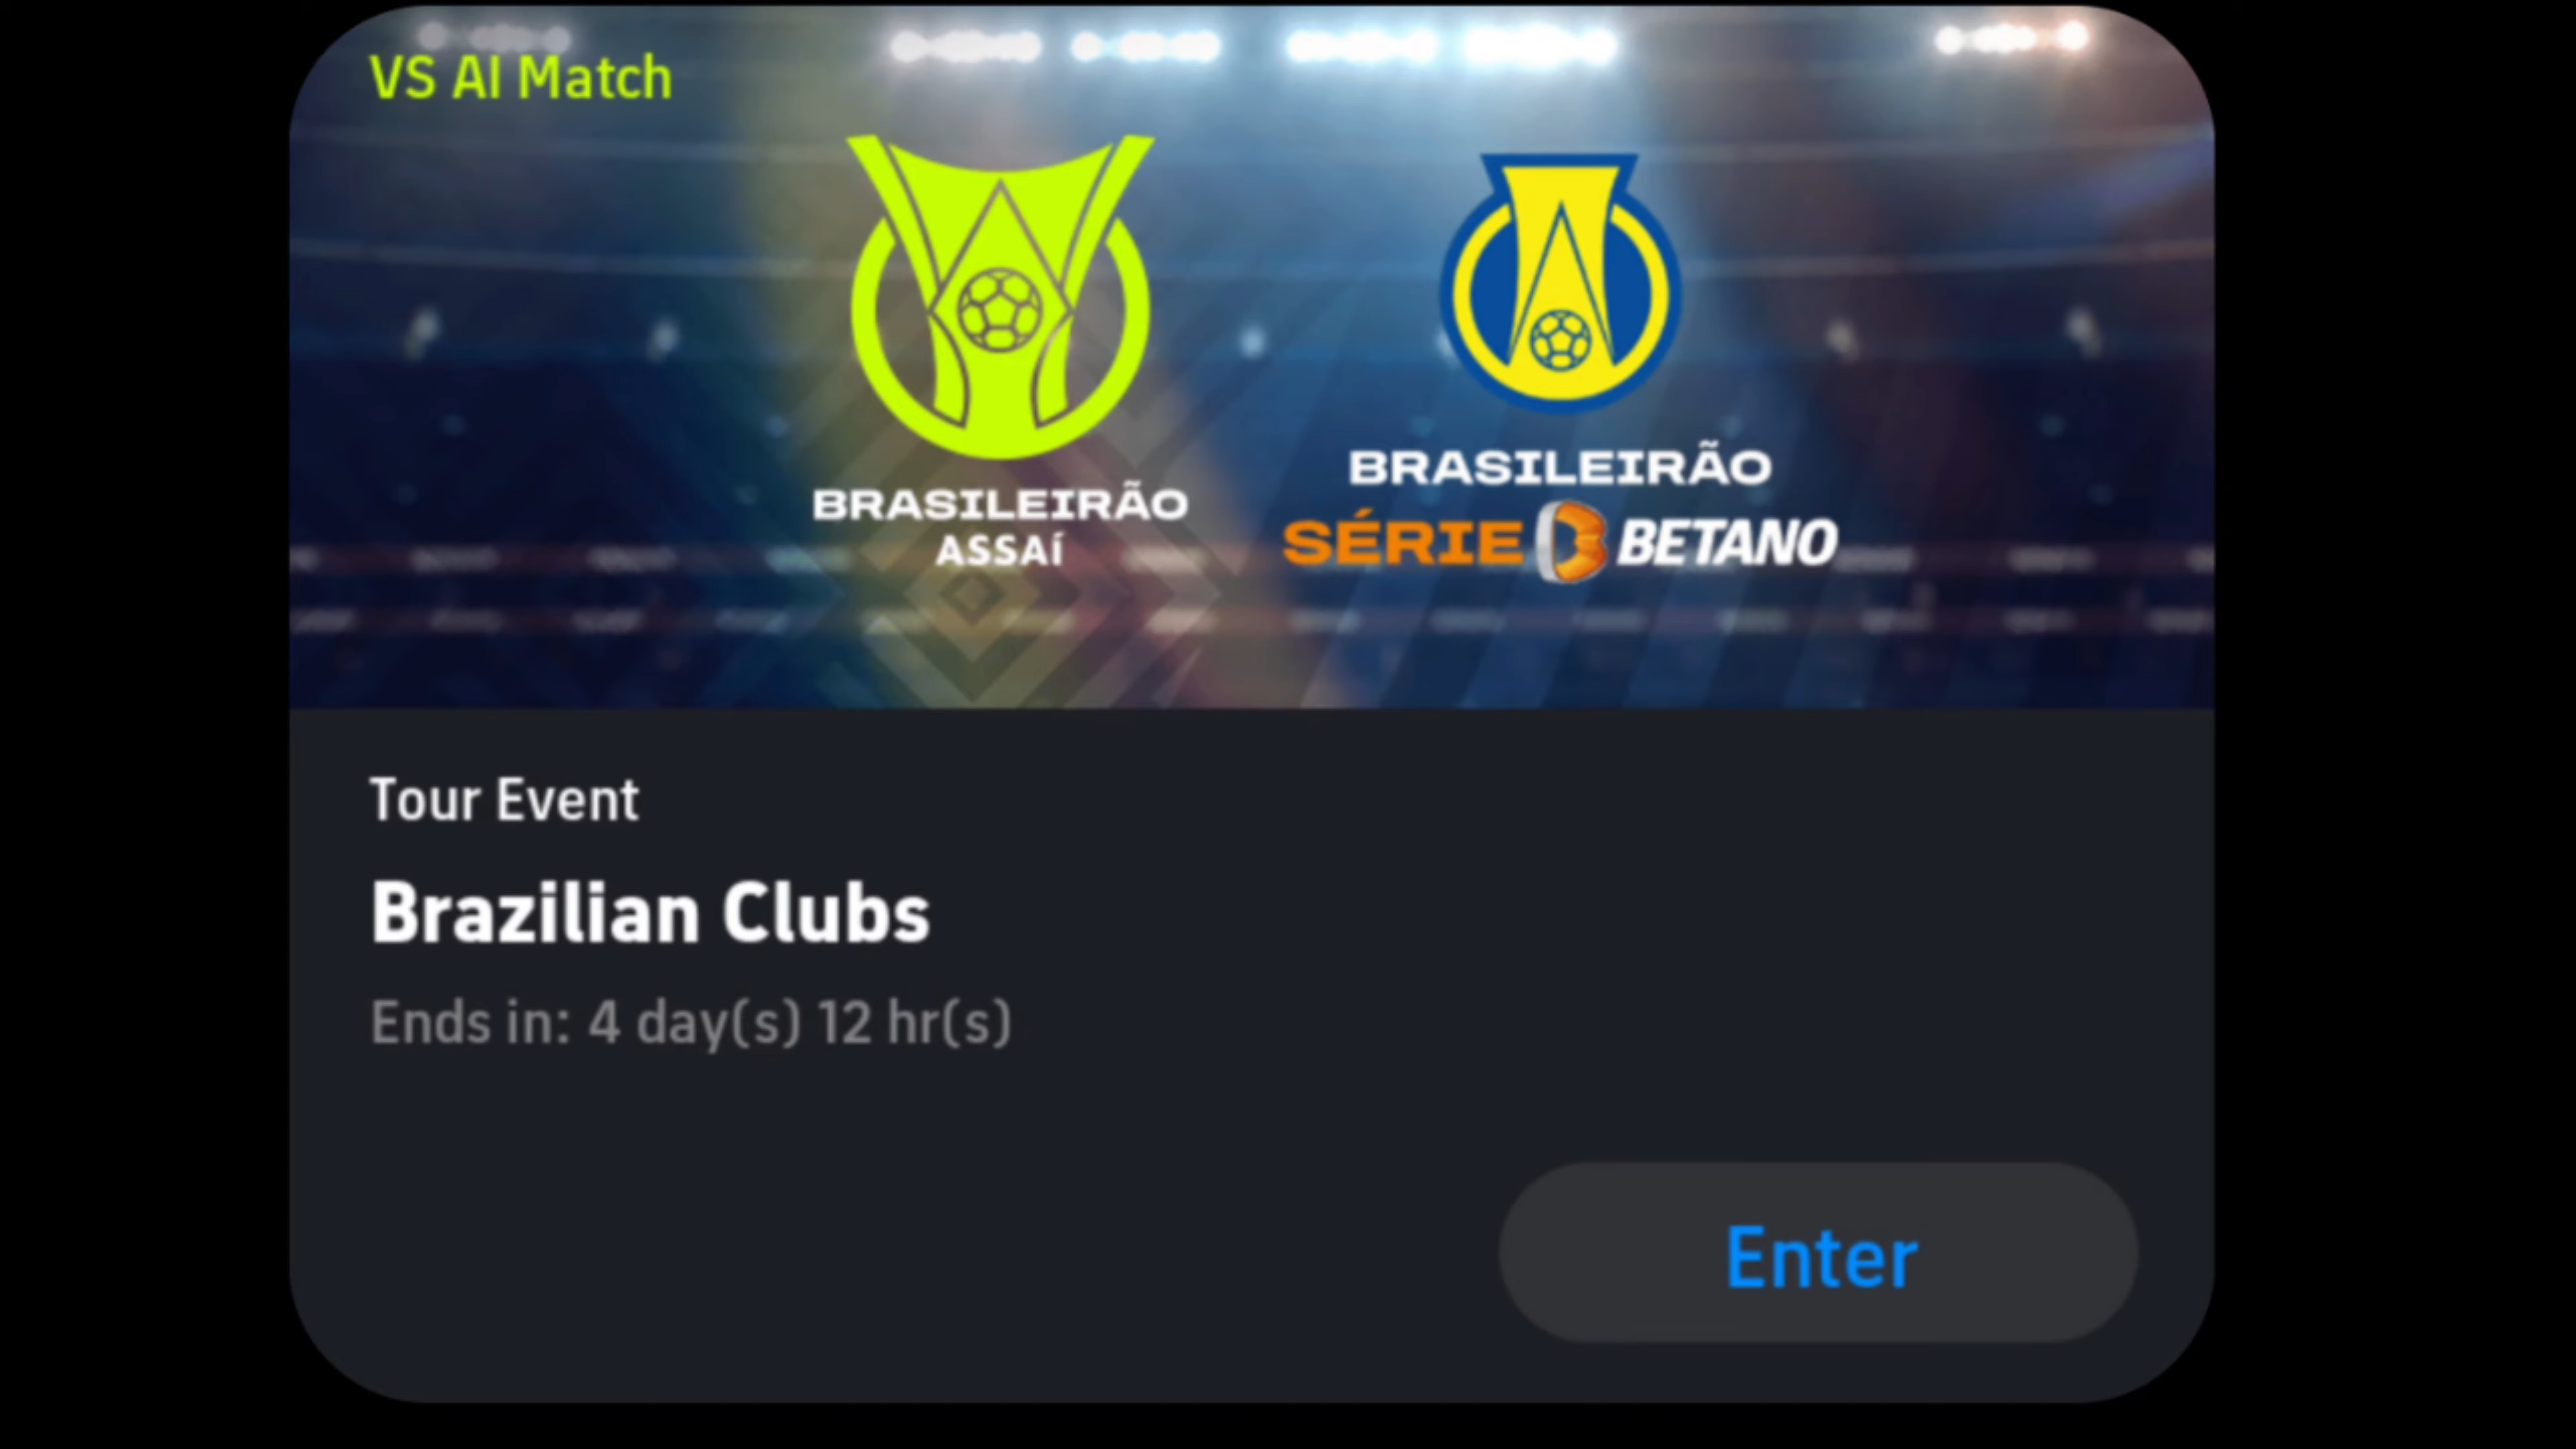 VS AI Match
BRASILEIRÃO
ASSAÍ
BRASILEIRÃO
SÉRIE B BETANO
Tour Event
Brazilian Clubs
Ends in: 4 day(s) 12 hr(s)
Enter